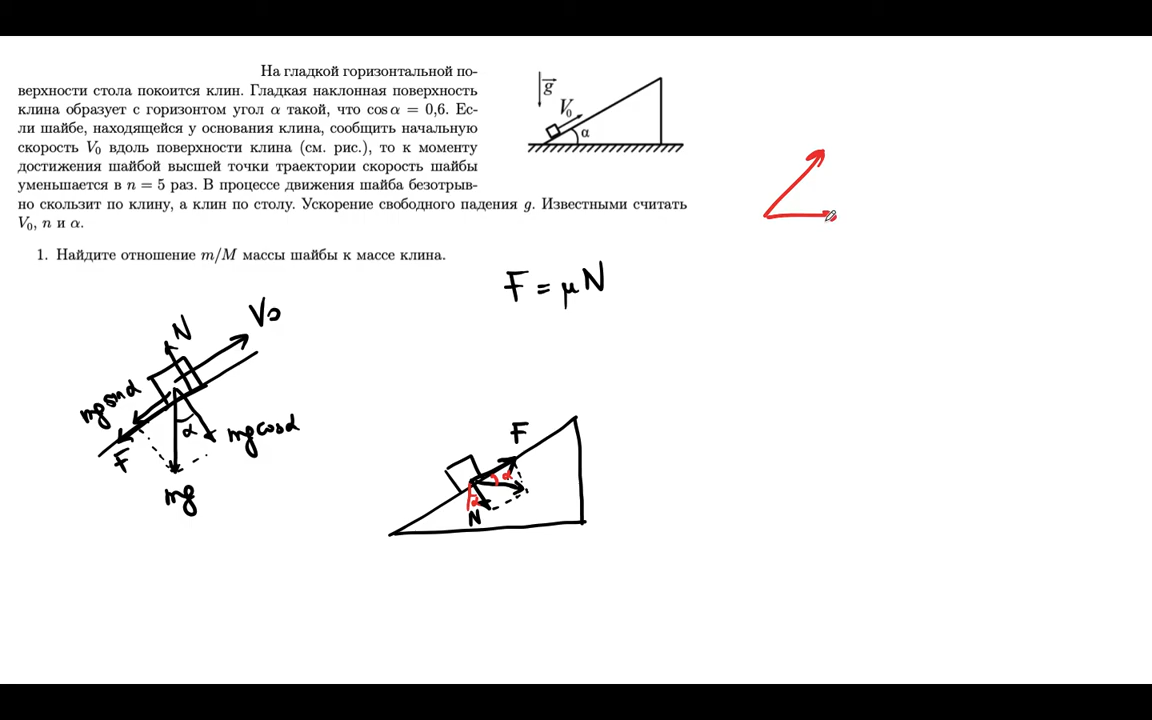 На гладкой горизонтальной по-
верхности стола покоится клин. Гладкая наклонная поверхность
клина образует с горизонтом угол α такой, что cos α = 0,6. Ес-
ли шайбе, находящейся у основания клина, сообщить начальную
скорость V₀ вдоль поверхности клина (см. рис.), то к моменту
достижения шайбой высшей точки траектории скорость шайбы
уменьшается в n = 5 раз. В процессе движения шайба безотрыв-
но скользит по клину, а клин по столу. Ускорение свободного падения g. Известными считать
V₀, n и α.
g
V₀
α
1. Найдите отношение m/M массы шайбы к массе клина.
F = μN
V₀
N
mg sinα
α
mg cosα
F
mg
F
α
α
N